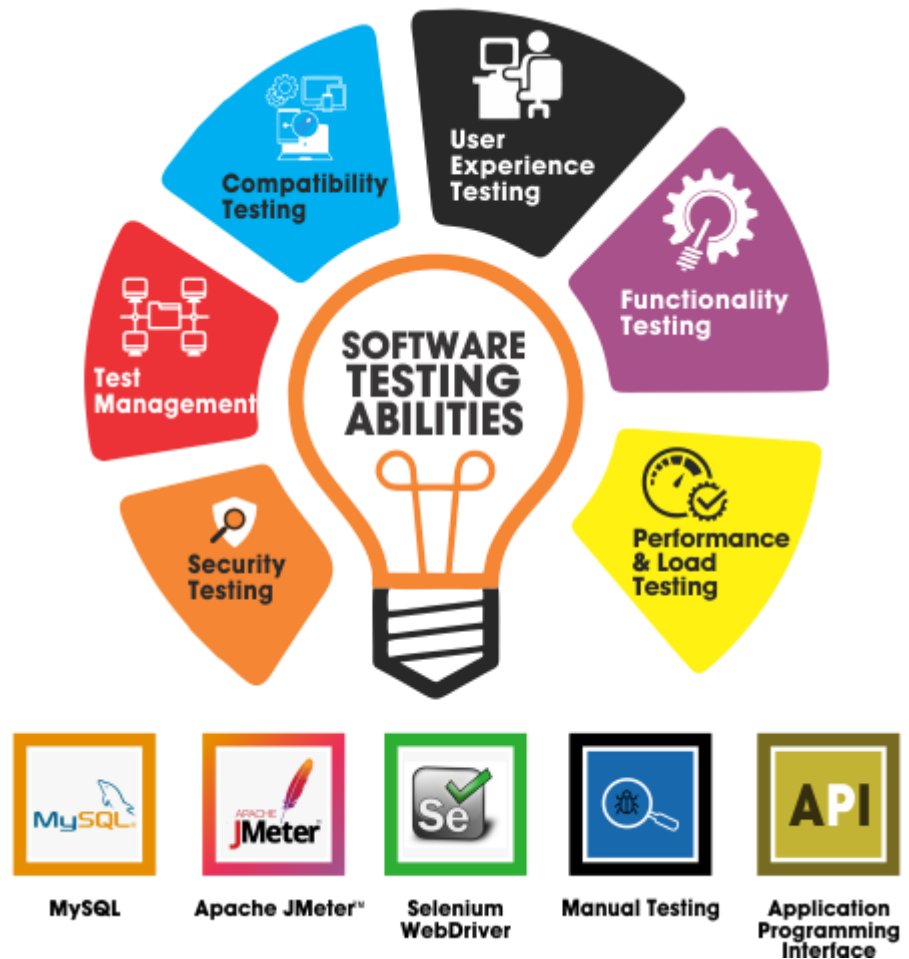 User
Experience
Testing
Compatibility
Testing
Functionality
Testing
SOFTWARE
TESTING
ABILITIES
Test
Management
Performance
& Load
Testing
Security
Testing
MySQL®
APACHE
JMeter
Se
API
MySQL
Apache JMeter™
Selenium
WebDriver
Manual Testing
Application
Programming
Interface